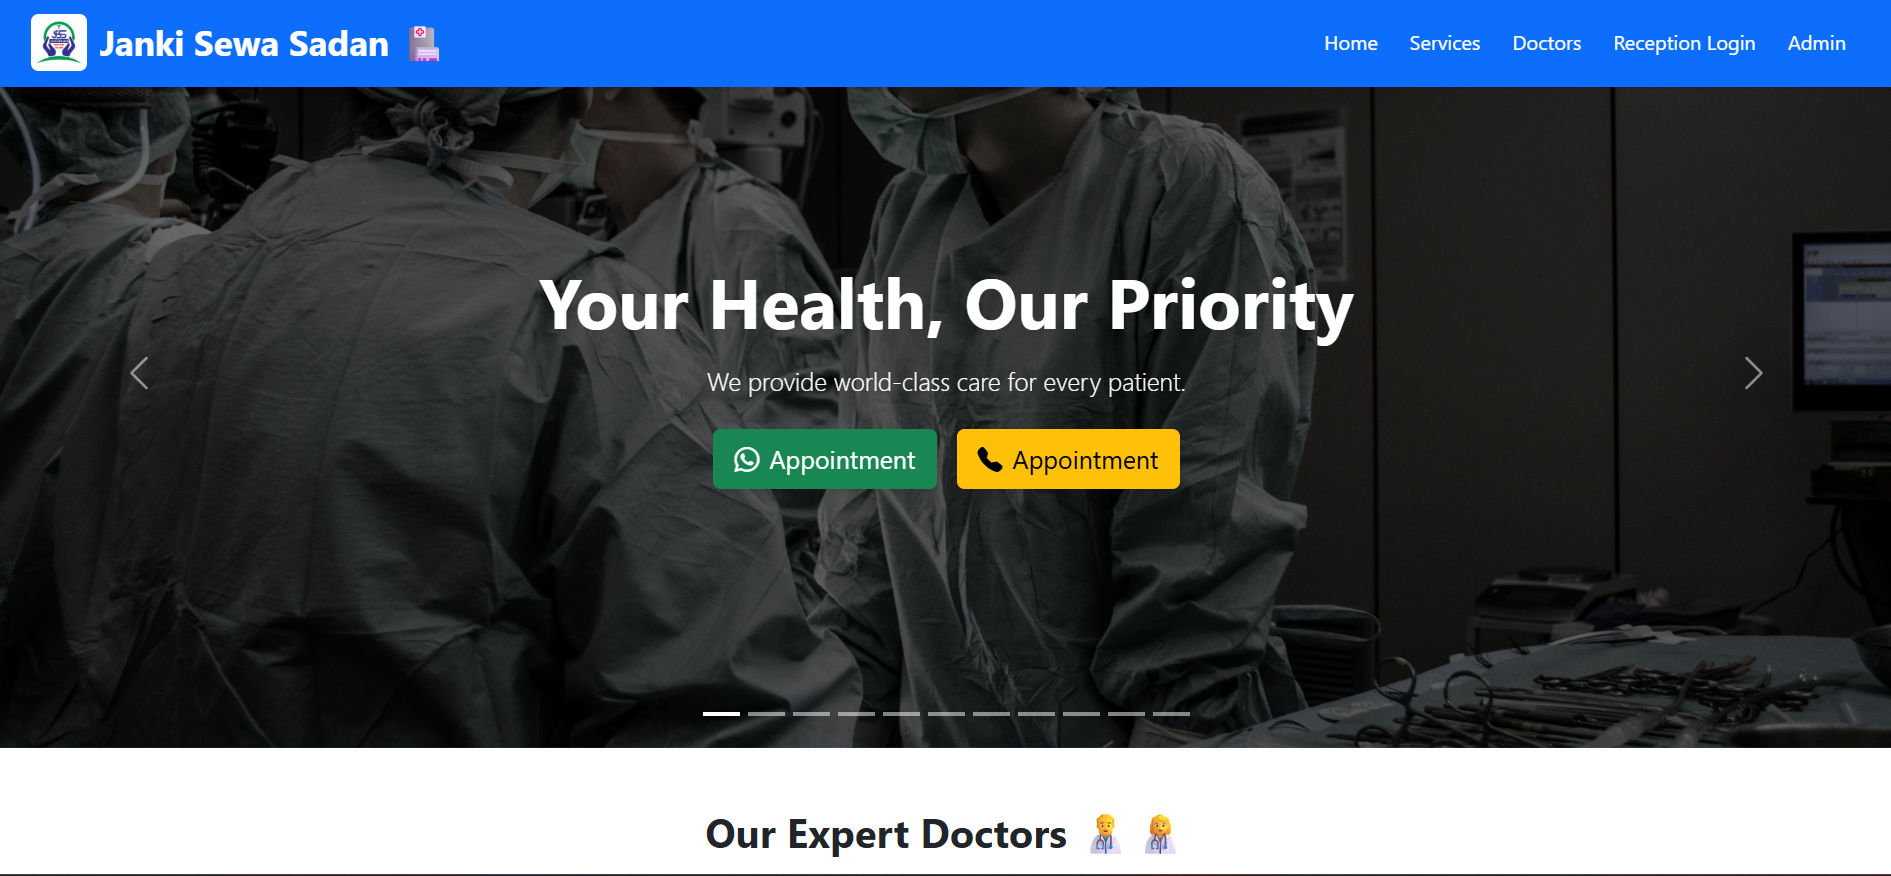 Janki Sewa Sadan 🏥
Home
Services
Doctors
Reception Login
Admin
Your Health, Our Priority
We provide world-class care for every patient.
Appointment
Appointment
Our Expert Doctors 👨‍⚕️ 👩‍⚕️